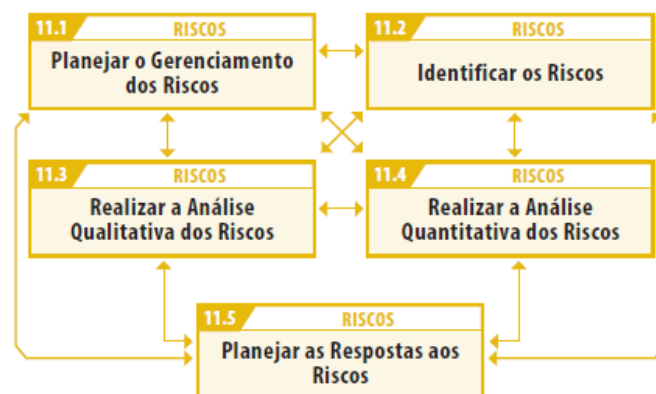 11.1 RISCOS
Planejar o Gerenciamento
dos Riscos
11.2 RISCOS
Identificar os Riscos
11.3 RISCOS
Realizar a Análise
Qualitativa dos Riscos
11.4 RISCOS
Realizar a Análise
Quantitativa dos Riscos
11.5 RISCOS
Planejar as Respostas aos
Riscos